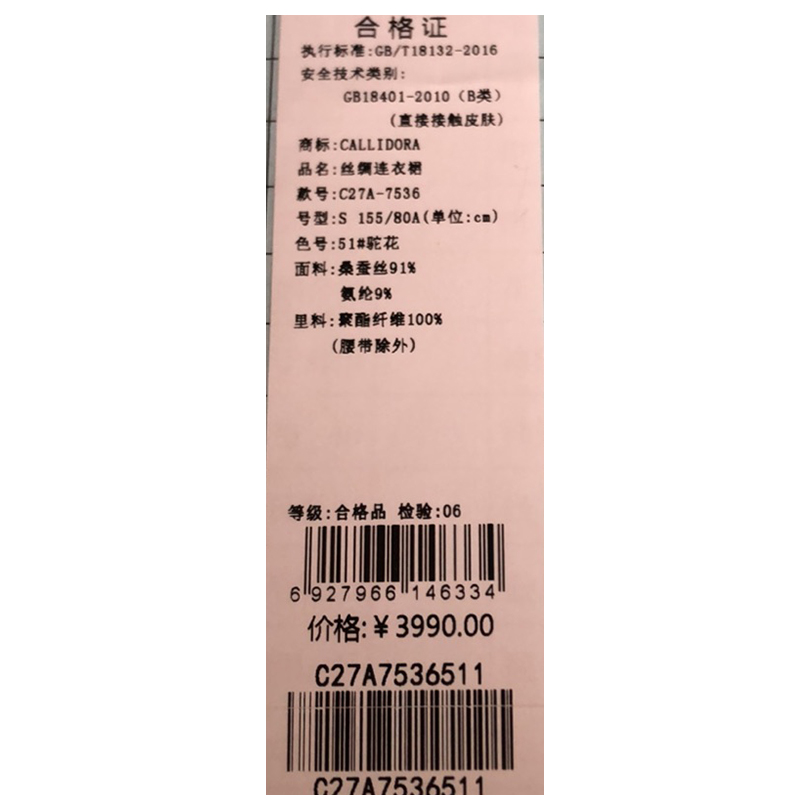 合格证
执行标准:GB/T18132-2016
安全技术类别:
GB18401-2010（B类）
(直接接触皮肤)
商标:CALLIDORA
品名:丝绸连衣裙
款号:C27A-7536
号型:S 155/80A(单位:cm)
色号:51#驼花
面料:桑蚕丝91%
氨纶9%
里料:聚酯纤维100%
(腰带除外)
等级:合格品 检验:06
6 927966 146334
价格:￥3990.00
C27A7536511
C27A7536511